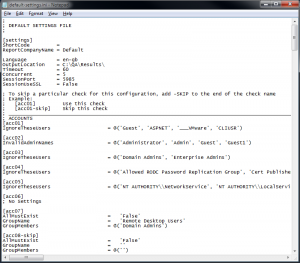 default-settings.ini - Notepad
File Edit Format View Help
; DEFAULT SETTINGS FILE
;
[settings]
ShortCode =
ReportCompanyName = Default
Language = en-gb
OutputLocation = C:\QA\Results\
Timeout = 60
Concurrent = 5
SessionPort = 5985
SessionUseSSL = False
; To skip a particular check for this configuration, add -SKIP to the end of the check name
; Example:
; [acc01] Use this check
; [acc01-skip] Skip this check
; ACCOUNTS
[acc01]
IgnoreTheseUsers = @('Guest', 'ASPNET', '___VMware', 'CLIUSR')
[acc02]
InvalidAdminNames = @('Administrator', 'Admin', 'Guest', 'Guest1')
[acc03]
IgnoreTheseUsers = @('Domain Admins', 'Enterprise Admins')
[acc04]
IgnoreTheseUsers = @('Allowed RODC Password Replication Group', 'Cert Publishe
[acc05]
IgnoreTheseUsers = @('NT AUTHORITY\\NetworkService', 'NT AUTHORITY\\LocalServi
[acc06]
; No Settings
[acc07]
AllMustExist = 'False'
GroupName = 'Remote Desktop Users'
GroupMembers = @('Domain Admins')
[acc08-skip]
AllMustExist = 'False'
GroupName = ''
GroupMembers = @('')